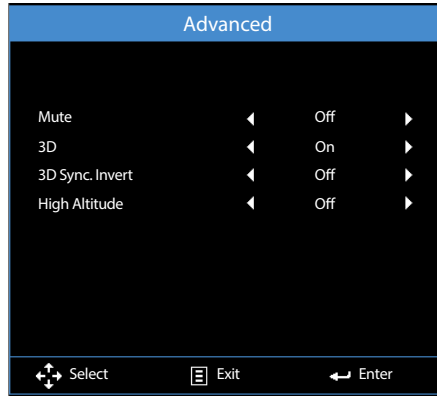 Advanced
Mute Off
3D On
3D Sync. Invert Off
High Altitude Off
Select Exit Enter